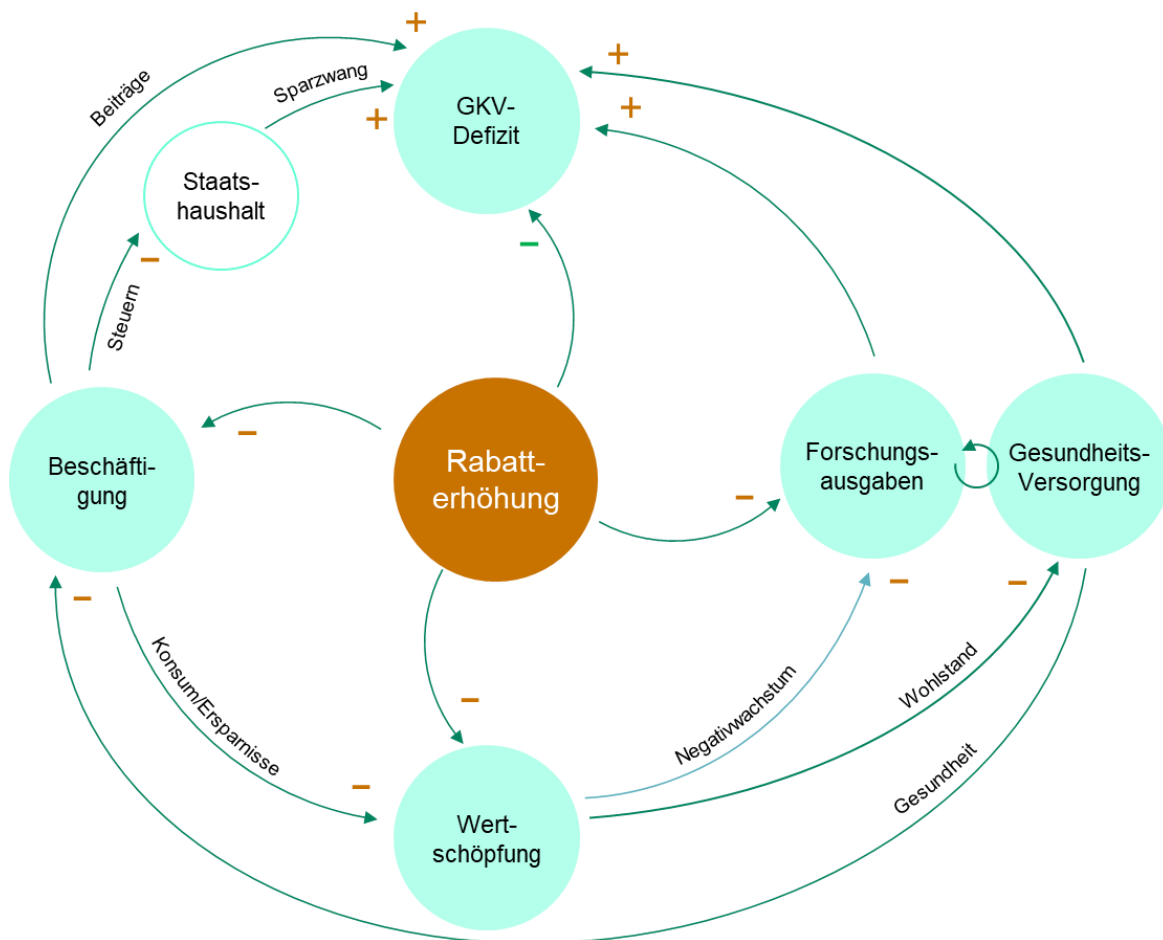 Beiträge
Sparzwang
+
+
+
+
GKV-
Defizit
Staats-
haushalt
−
−
Steuern
Beschäfti-
gung
−
Rabatt-
erhöhung
−
Forschungs-
ausgaben
Gesundheits-
Versorgung
−
−
−
−
−
Konsum/Ersparnisse
Negativwachstum
Wohlstand
Gesundheit
Wert-
schöpfung